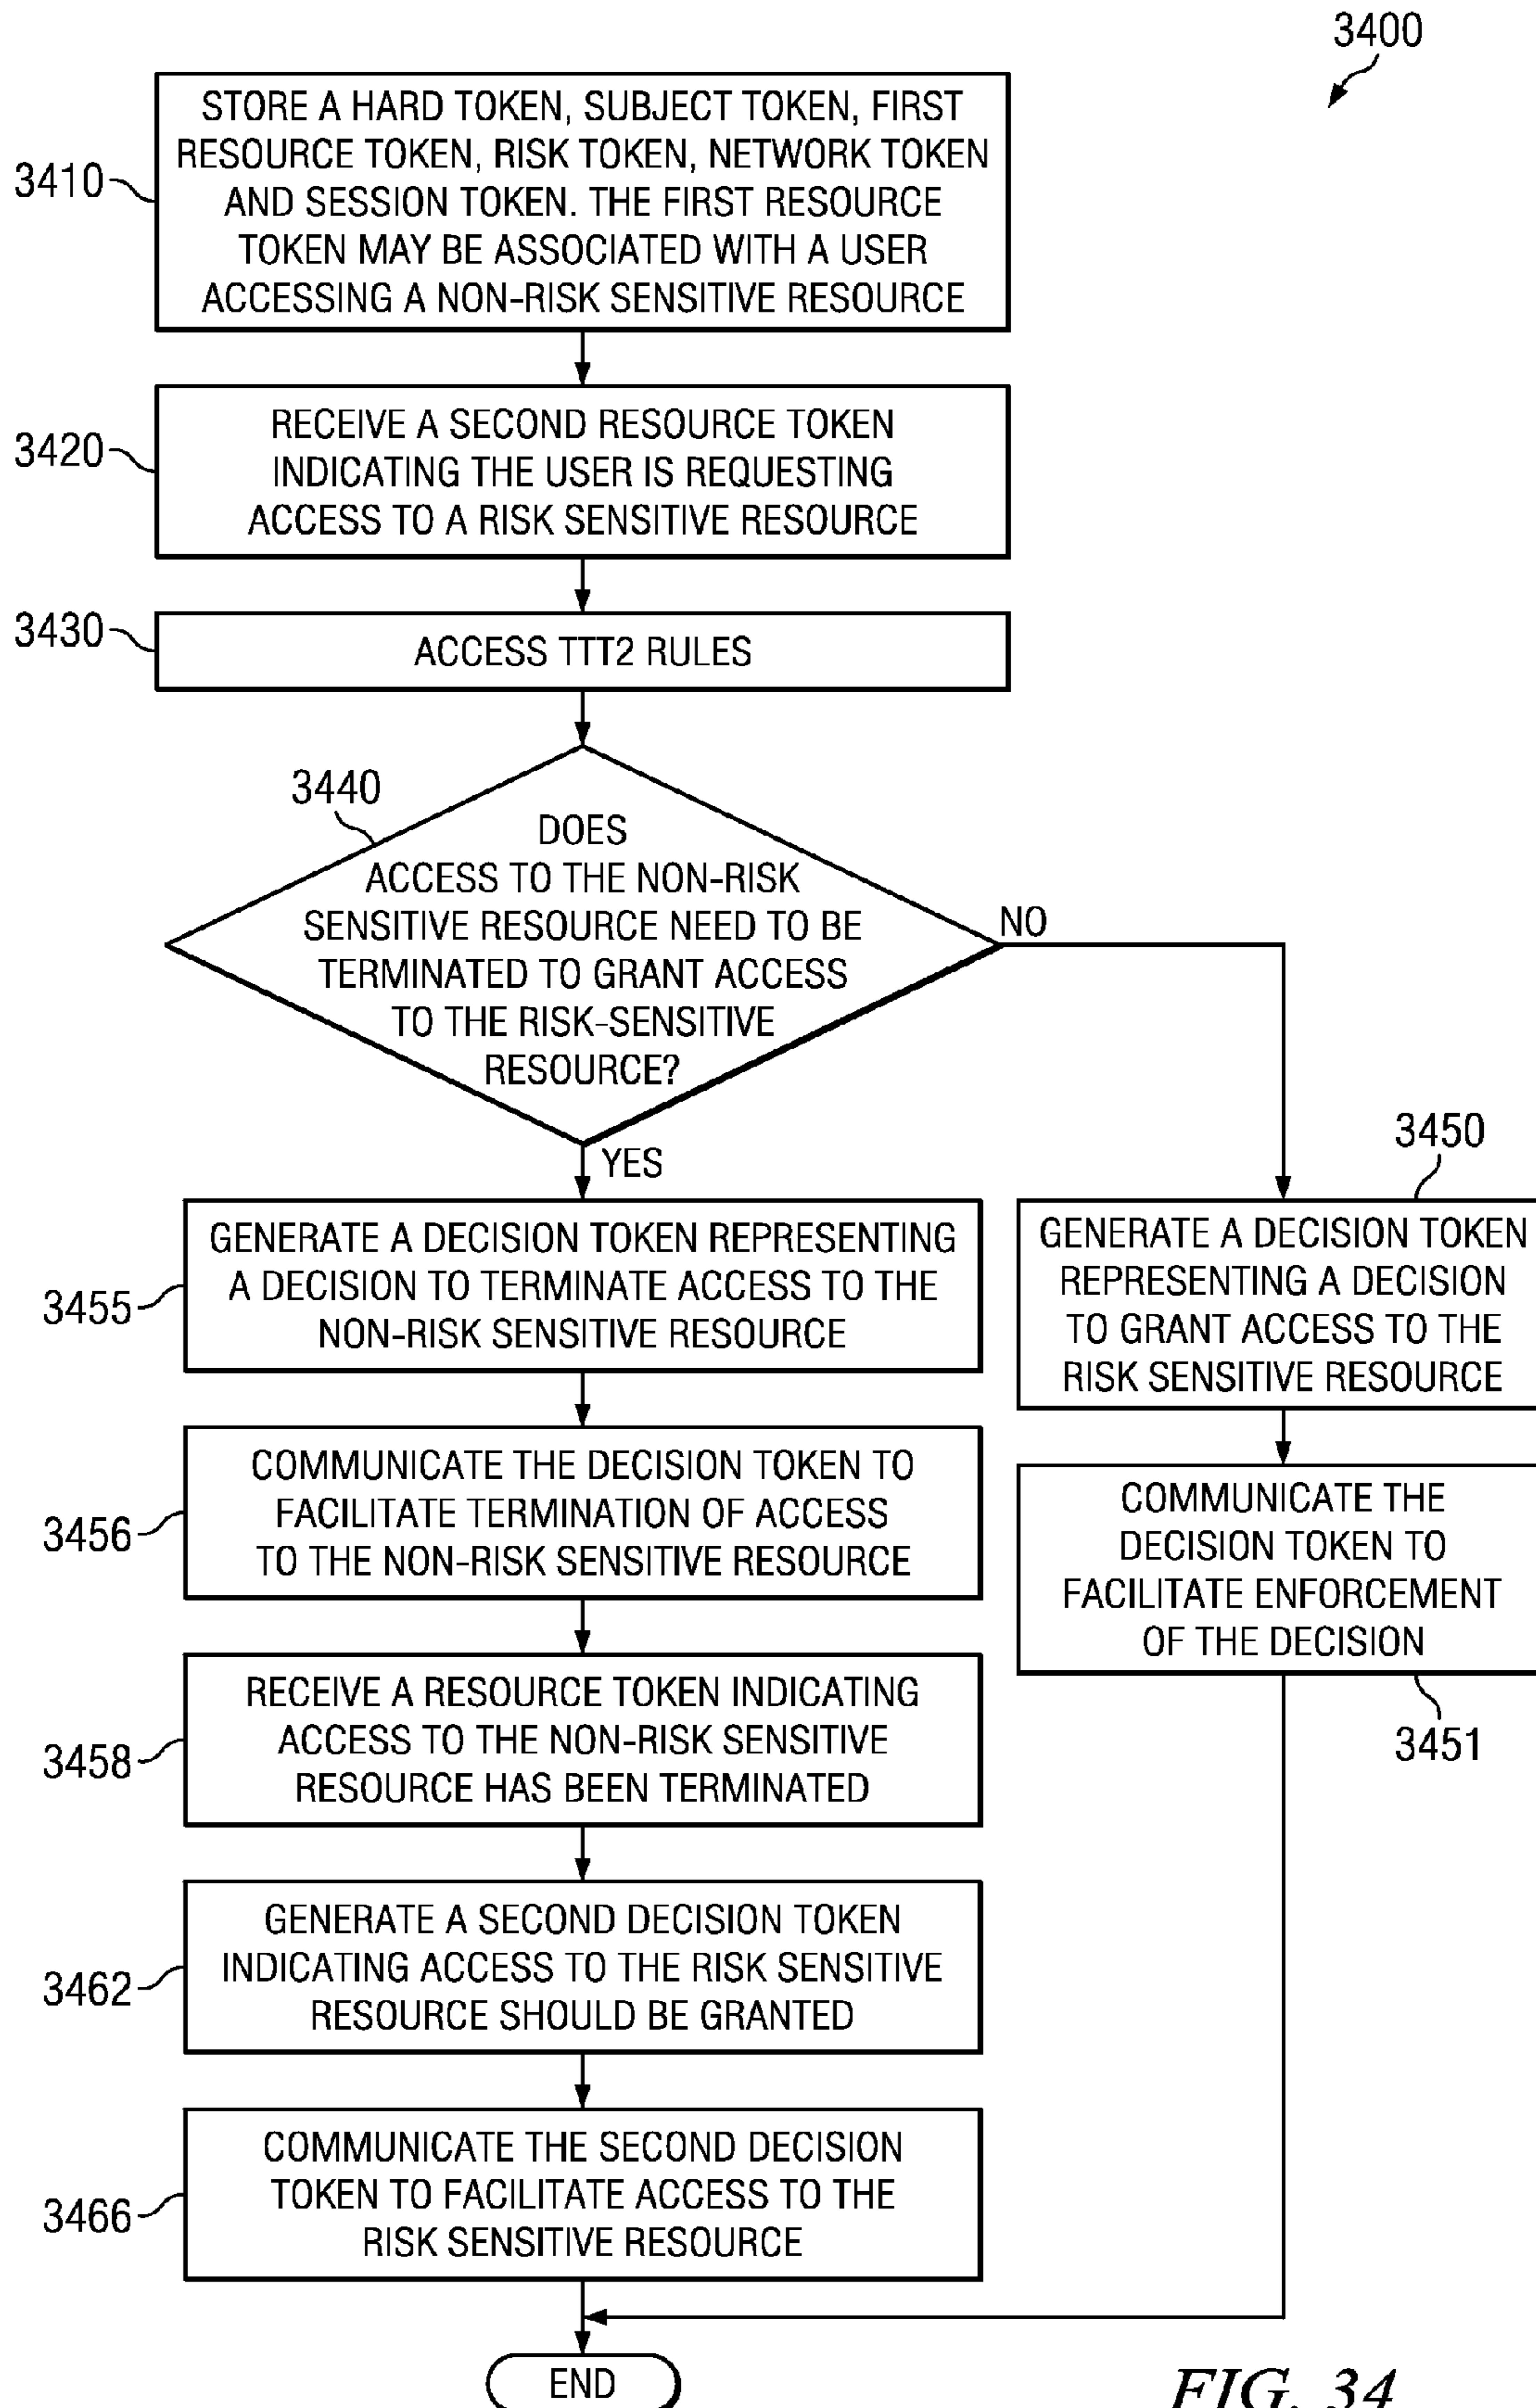 3400
3410
STORE A HARD TOKEN, SUBJECT TOKEN, FIRST
RESOURCE TOKEN, RISK TOKEN, NETWORK TOKEN
AND SESSION TOKEN. THE FIRST RESOURCE
TOKEN MAY BE ASSOCIATED WITH A USER
ACCESSING A NON-RISK SENSITIVE RESOURCE
3420
RECEIVE A SECOND RESOURCE TOKEN
INDICATING THE USER IS REQUESTING
ACCESS TO A RISK SENSITIVE RESOURCE
3430
ACCESS TTT2 RULES
3440
DOES
ACCESS TO THE NON-RISK
SENSITIVE RESOURCE NEED TO BE
TERMINATED TO GRANT ACCESS
TO THE RISK-SENSITIVE
RESOURCE?
NO
YES
3455
GENERATE A DECISION TOKEN REPRESENTING
A DECISION TO TERMINATE ACCESS TO THE
NON-RISK SENSITIVE RESOURCE
3456
COMMUNICATE THE DECISION TOKEN TO
FACILITATE TERMINATION OF ACCESS
TO THE NON-RISK SENSITIVE RESOURCE
3458
RECEIVE A RESOURCE TOKEN INDICATING
ACCESS TO THE NON-RISK SENSITIVE
RESOURCE HAS BEEN TERMINATED
3462
GENERATE A SECOND DECISION TOKEN
INDICATING ACCESS TO THE RISK SENSITIVE
RESOURCE SHOULD BE GRANTED
3466
COMMUNICATE THE SECOND DECISION
TOKEN TO FACILITATE ACCESS TO THE
RISK SENSITIVE RESOURCE
3450
GENERATE A DECISION TOKEN
REPRESENTING A DECISION
TO GRANT ACCESS TO THE
RISK SENSITIVE RESOURCE
COMMUNICATE THE
DECISION TOKEN TO
FACILITATE ENFORCEMENT
OF THE DECISION
3451
END
FIG. 34